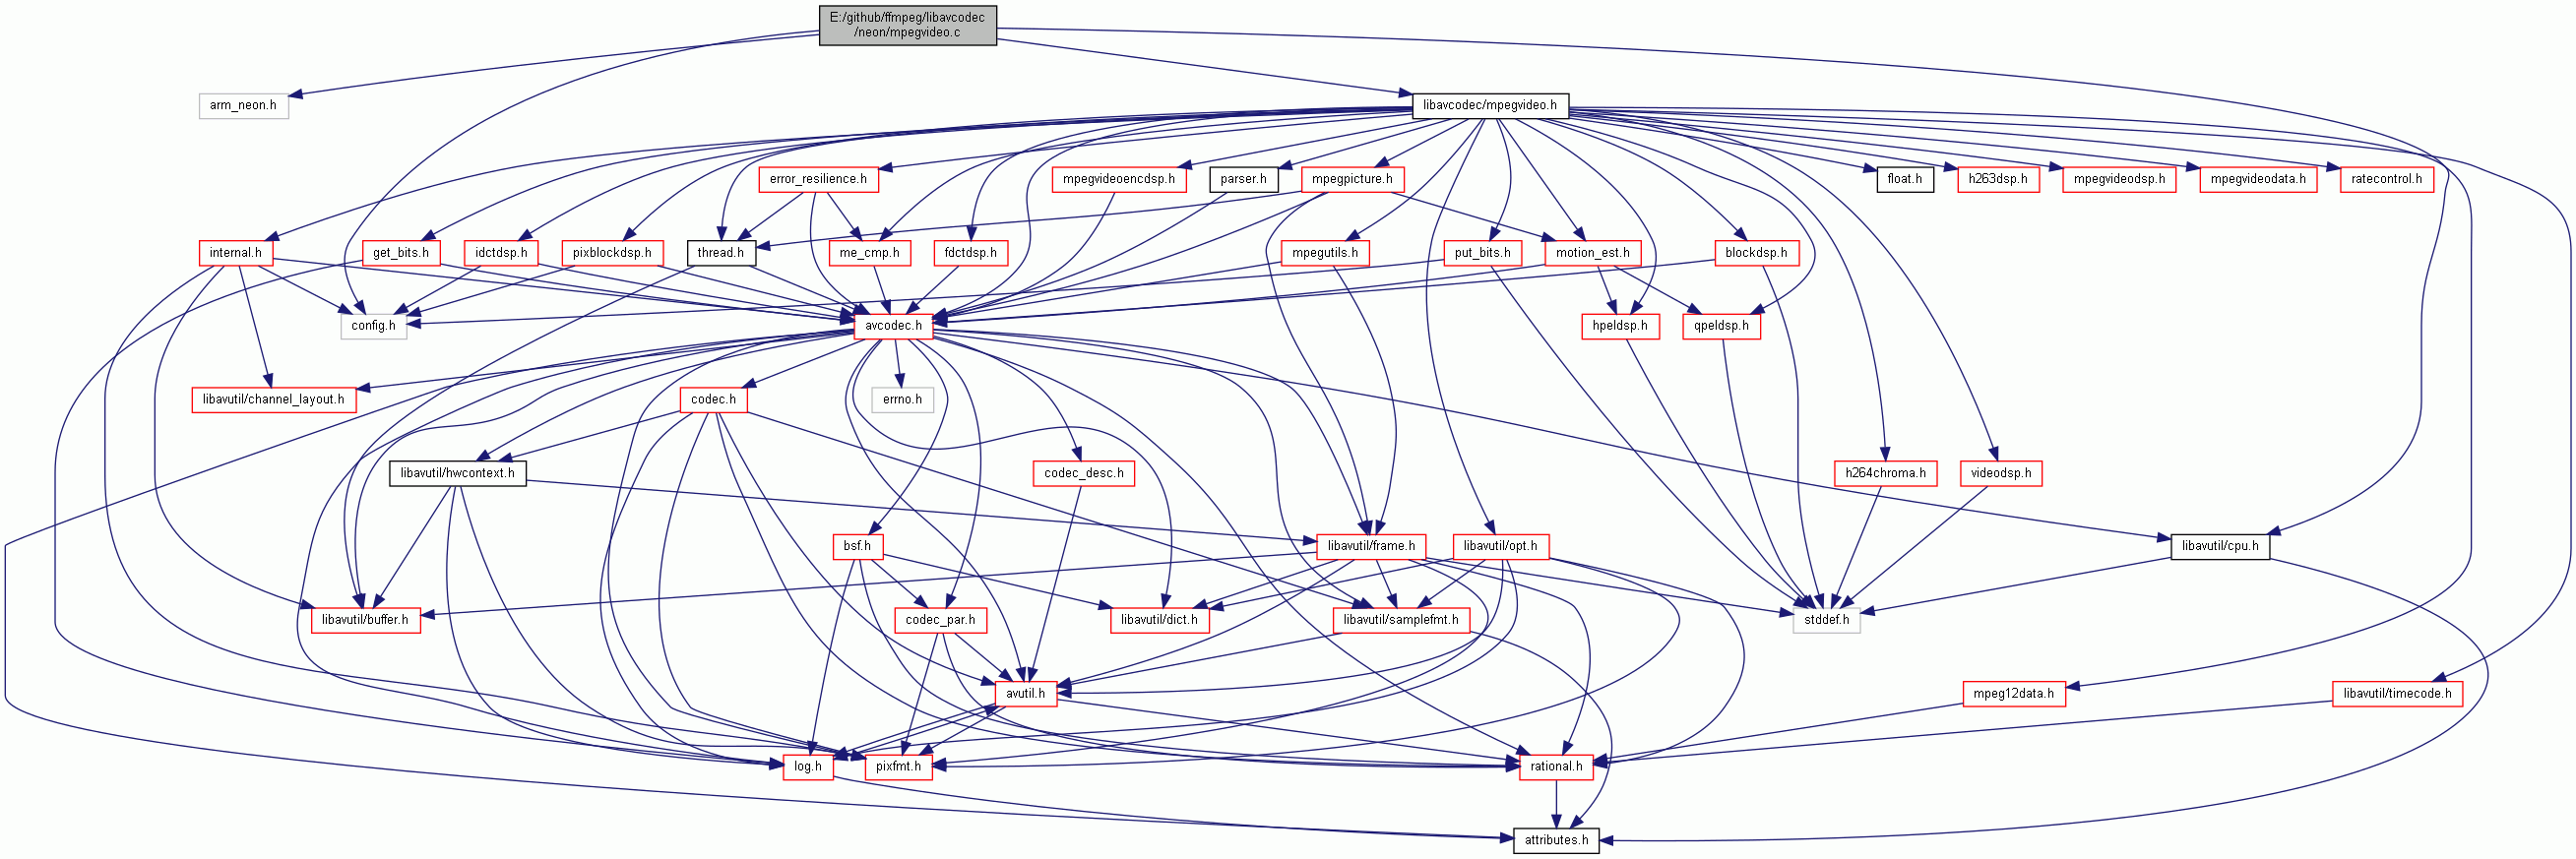 E:/github/ffmpeg/libavcodec
/neon/mpegvideo.c
arm_neon.h
libavcodec/mpegvideo.h
error_resilience.h
mpegvideoencdsp.h
parser.h
mpegpicture.h
float.h
h263dsp.h
mpegvideodsp.h
mpegvideodata.h
ratecontrol.h
internal.h
get_bits.h
idctdsp.h
pixblockdsp.h
thread.h
me_cmp.h
fdctdsp.h
mpegutils.h
put_bits.h
motion_est.h
blockdsp.h
config.h
avcodec.h
hpeldsp.h
qpeldsp.h
libavutil/channel_layout.h
codec.h
errno.h
libavutil/hwcontext.h
codec_desc.h
h264chroma.h
videodsp.h
bsf.h
libavutil/frame.h
libavutil/opt.h
libavutil/cpu.h
libavutil/buffer.h
codec_par.h
libavutil/dict.h
libavutil/samplefmt.h
stddef.h
avutil.h
mpeg12data.h
libavutil/timecode.h
log.h
pixfmt.h
rational.h
attributes.h